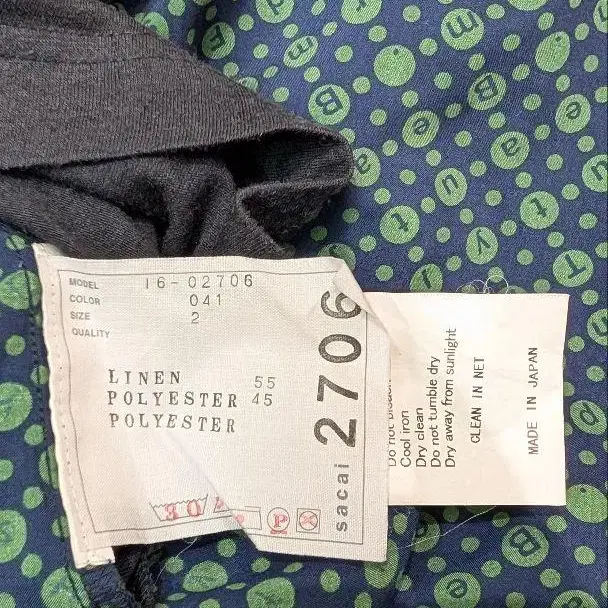 MODEL 16-02706
COLOR 041
SIZE 2
QUALITY
LINEN 55
POLYESTER 45
POLYESTER
sacai 2706
Do not bleach
Cool iron
Dry clean
Do not tumble dry
Dry away from sunlight
CLEAN IN NET
MADE IN JAPAN
B
e
a
u
t
y